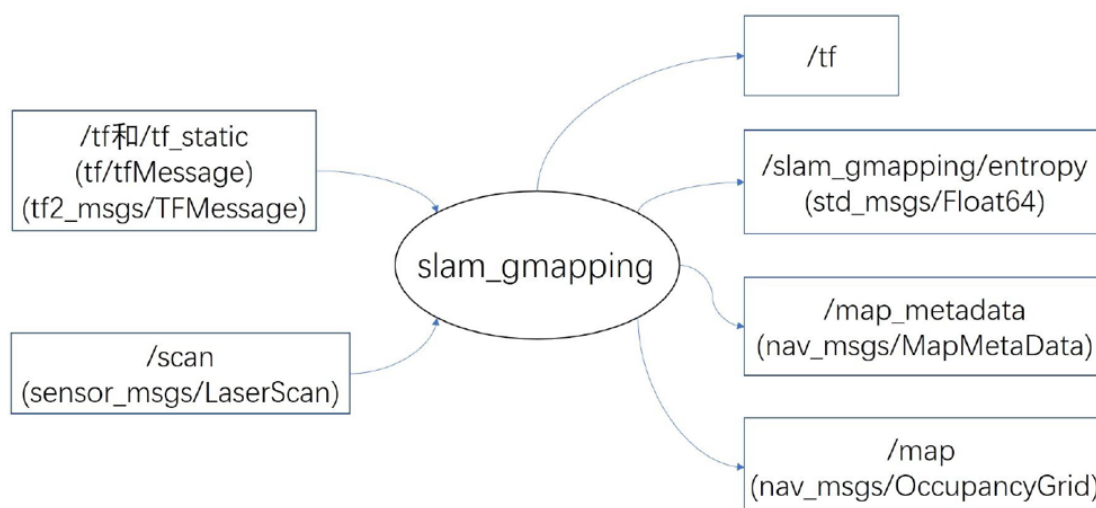 /tf和/tf_static
(tf/tfMessage)
(tf2_msgs/TFMessage)
/scan
(sensor_msgs/LaserScan)
slam_gmapping
/tf
/slam_gmapping/entropy
(std_msgs/Float64)
/map_metadata
(nav_msgs/MapMetaData)
/map
(nav_msgs/OccupancyGrid)